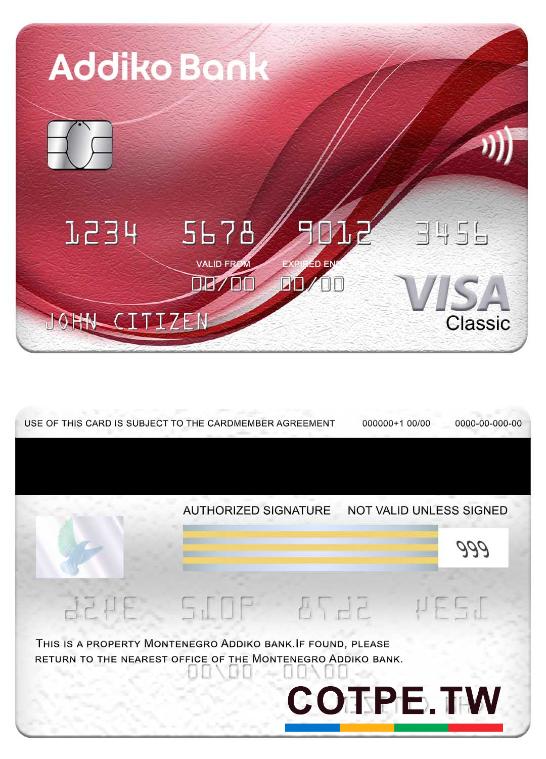 Addiko Bank
1234 5678 9012 3456
VALID FROM EXPIRED END
00/00 00/00
JOHN CITIZEN
VISA
Classic
USE OF THIS CARD IS SUBJECT TO THE CARDMEMBER AGREEMENT 000000+1 00/00 0000-00-000-00
AUTHORIZED SIGNATURE NOT VALID UNLESS SIGNED
999
THIS IS A PROPERTY MONTENEGRO ADDIKO BANK.IF FOUND, PLEASE
RETURN TO THE NEAREST OFFICE OF THE MONTENEGRO ADDIKO BANK.
COTPE.TW